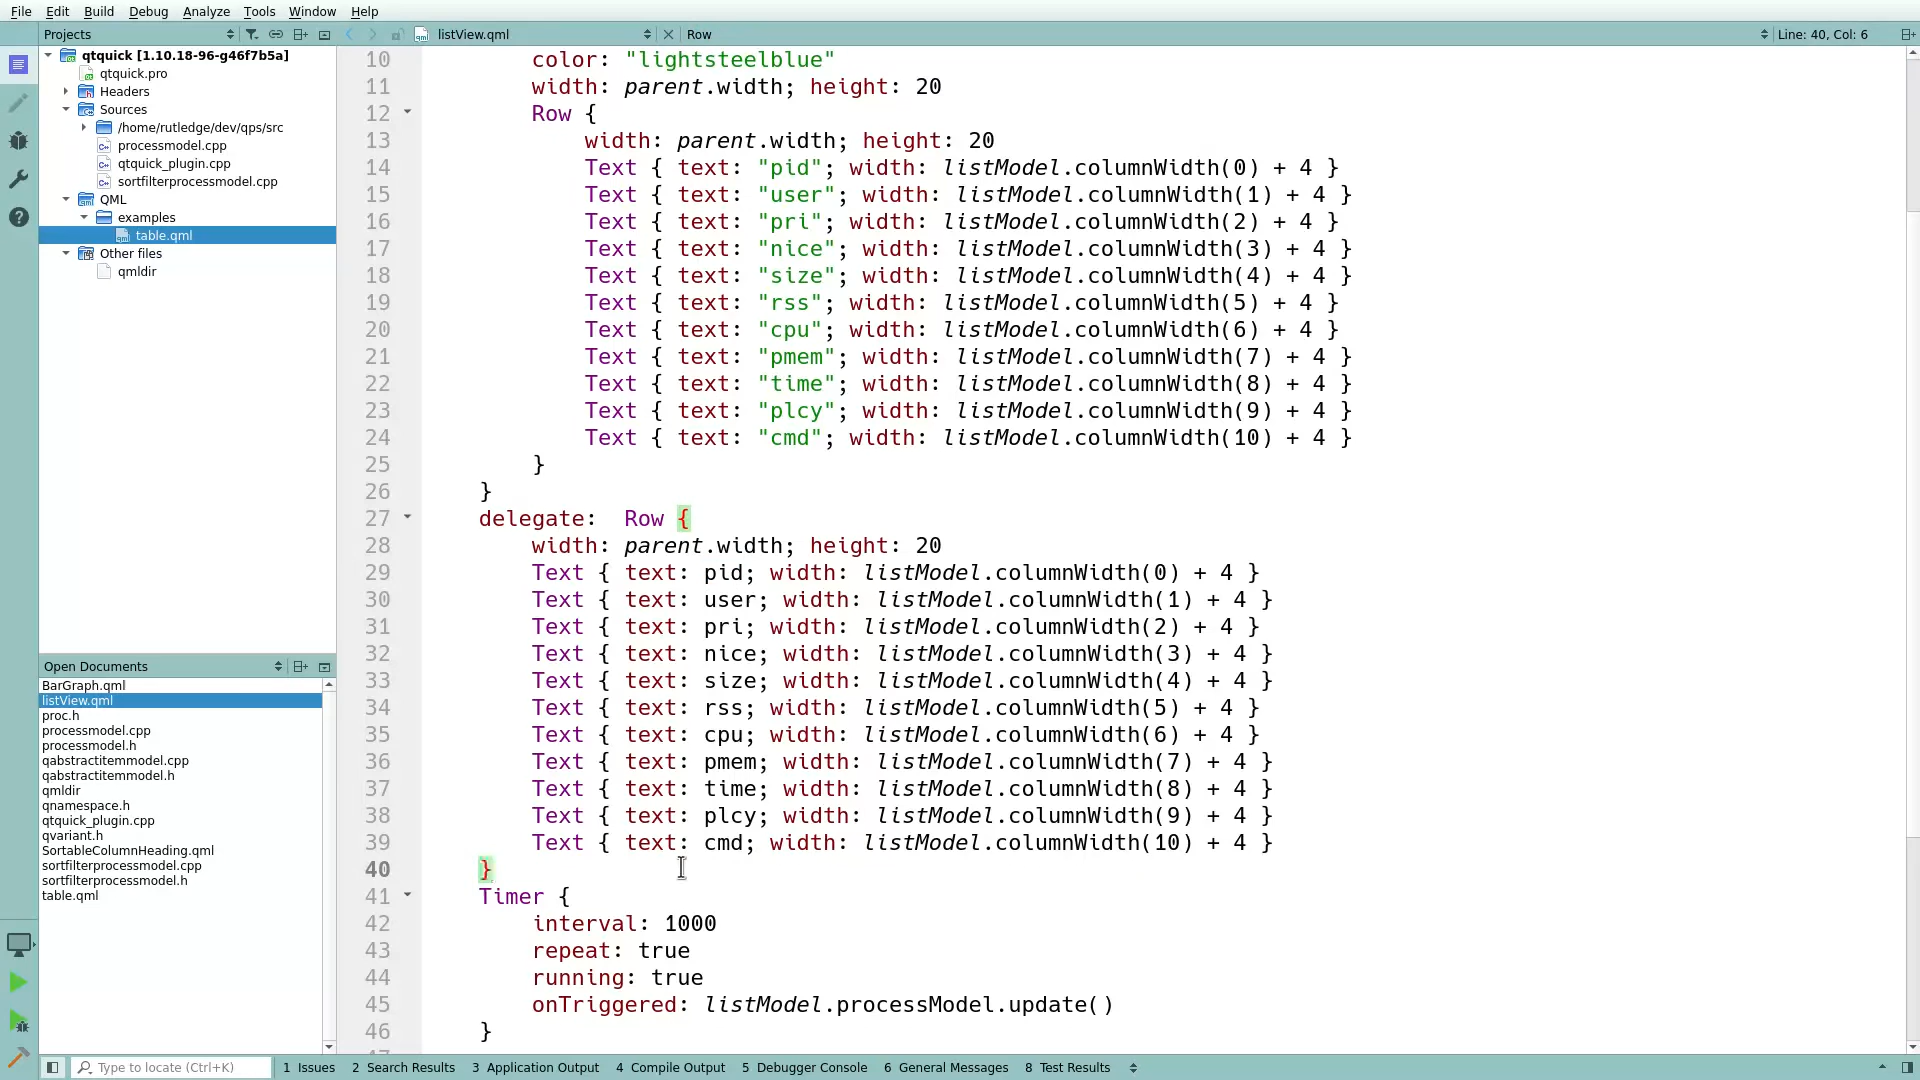 File Edit Build Debug Analyze Tools Window Help
Projects
listView.qml
Row
Line: 40, Col: 6
qtquick [1.10.18-96-g46f7b5a]
qtquick.pro
Headers
Sources
/home/rutledge/dev/qps/src
processmodel.cpp
qtquick_plugin.cpp
sortfilterprocessmodel.cpp
QML
examples
table.qml
Other files
qmldir
Open Documents
BarGraph.qml
listView.qml
proc.h
processmodel.cpp
processmodel.h
qabstractitemmodel.cpp
qabstractitemmodel.h
qmldir
qnamespace.h
qtquick_plugin.cpp
qvariant.h
SortableColumnHeading.qml
sortfilterprocessmodel.cpp
sortfilterprocessmodel.h
table.qml
10 color: "lightsteelblue"
11 width: parent.width; height: 20
12 Row {
13 width: parent.width; height: 20
14 Text { text: "pid"; width: listModel.columnWidth(0) + 4 }
15 Text { text: "user"; width: listModel.columnWidth(1) + 4 }
16 Text { text: "pri"; width: listModel.columnWidth(2) + 4 }
17 Text { text: "nice"; width: listModel.columnWidth(3) + 4 }
18 Text { text: "size"; width: listModel.columnWidth(4) + 4 }
19 Text { text: "rss"; width: listModel.columnWidth(5) + 4 }
20 Text { text: "cpu"; width: listModel.columnWidth(6) + 4 }
21 Text { text: "pmem"; width: listModel.columnWidth(7) + 4 }
22 Text { text: "time"; width: listModel.columnWidth(8) + 4 }
23 Text { text: "plcy"; width: listModel.columnWidth(9) + 4 }
24 Text { text: "cmd"; width: listModel.columnWidth(10) + 4 }
25 }
26 }
27 delegate:  Row {
28 width: parent.width; height: 20
29 Text { text: pid; width: listModel.columnWidth(0) + 4 }
30 Text { text: user; width: listModel.columnWidth(1) + 4 }
31 Text { text: pri; width: listModel.columnWidth(2) + 4 }
32 Text { text: nice; width: listModel.columnWidth(3) + 4 }
33 Text { text: size; width: listModel.columnWidth(4) + 4 }
34 Text { text: rss; width: listModel.columnWidth(5) + 4 }
35 Text { text: cpu; width: listModel.columnWidth(6) + 4 }
36 Text { text: pmem; width: listModel.columnWidth(7) + 4 }
37 Text { text: time; width: listModel.columnWidth(8) + 4 }
38 Text { text: plcy; width: listModel.columnWidth(9) + 4 }
39 Text { text: cmd; width: listModel.columnWidth(10) + 4 }
40 }
41 Timer {
42 interval: 1000
43 repeat: true
44 running: true
45 onTriggered: listModel.processModel.update()
46 }
Type to locate (Ctrl+K)
1 Issues 2 Search Results 3 Application Output 4 Compile Output 5 Debugger Console 6 General Messages 8 Test Results